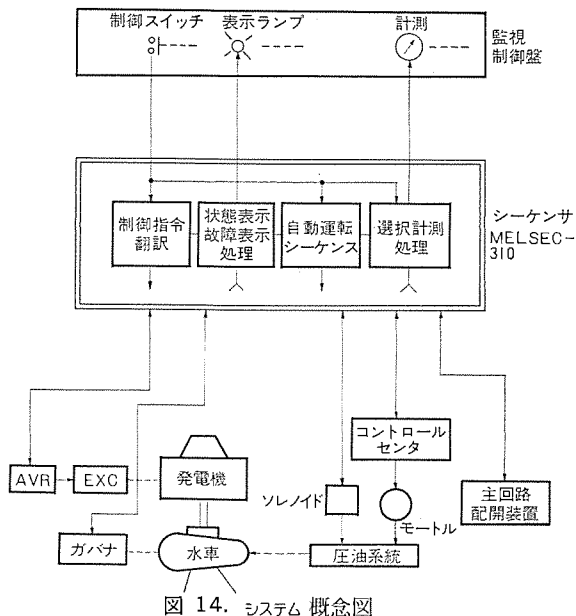 制御スイッチ 表示ランプ 計測
監視
制御盤
制御指令
翻訳
状態表示
故障表示
処理
自動運転
シーケンス
選択計測
処理
シーケンサ
MELSEC-
310
コントロール
センタ
AVR
EXC
発電機
ソレノイド
モートル
主回路
配開装置
ガバナ
水車
圧油系統
図 14. システム 概念図